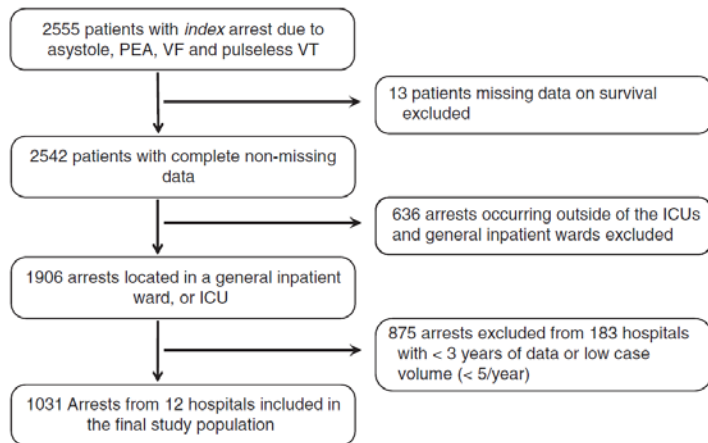 2555 patients with index arrest due to
asystole, PEA, VF and pulseless VT
13 patients missing data on survival
excluded
2542 patients with complete non-missing
data
636 arrests occurring outside of the ICUs
and general inpatient wards excluded
1906 arrests located in a general inpatient
ward, or ICU
875 arrests excluded from 183 hospitals
with < 3 years of data or low case
volume (< 5/year)
1031 Arrests from 12 hospitals included in
the final study population